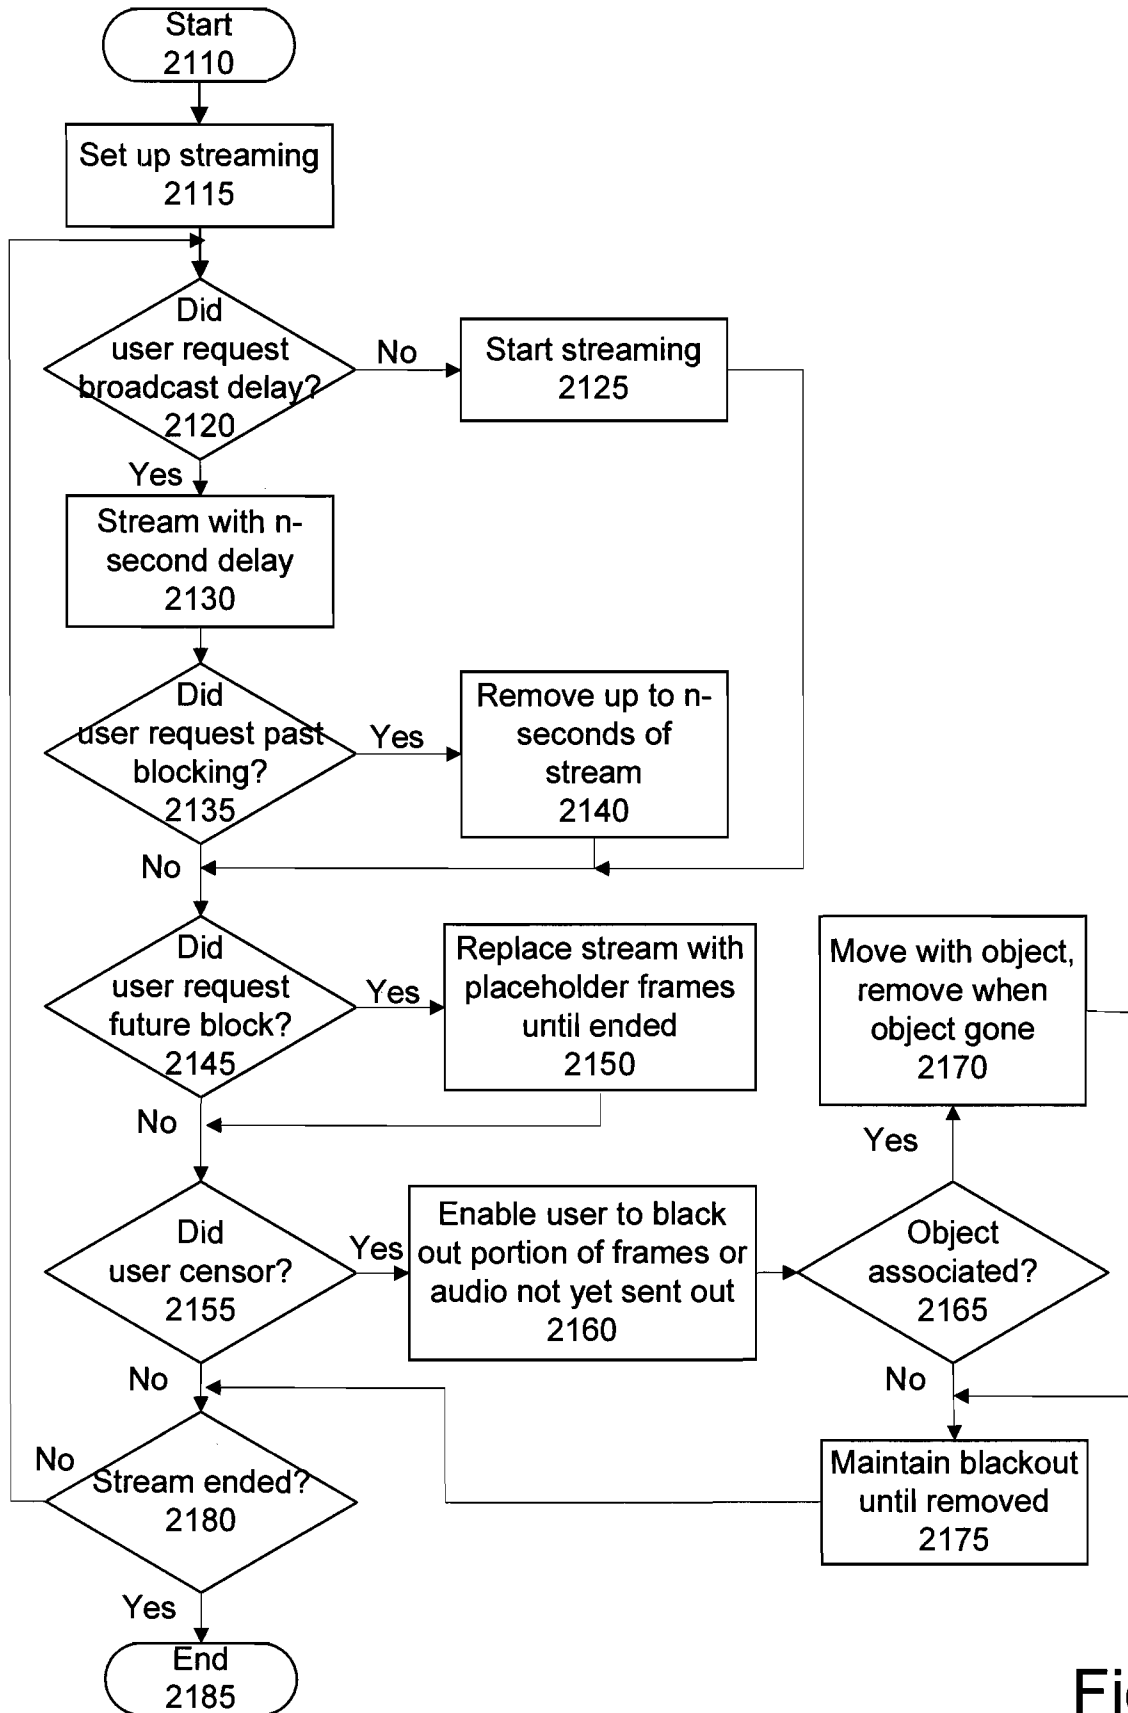 Start
2110
Set up streaming
2115
Did
user request
broadcast delay?
2120
No
Start streaming
2125
Yes
Stream with n-
second delay
2130
Did
user request past
blocking?
2135
Yes
Remove up to n-
seconds of
stream
2140
No
Did
user request
future block?
2145
Yes
Replace stream with
placeholder frames
until ended
2150
Move with object,
remove when
object gone
2170
No
Yes
Did
user censor?
2155
Yes
Enable user to black
out portion of frames or
audio not yet sent out
2160
Object
associated?
2165
No
No
Maintain blackout
until removed
2175
No
Stream ended?
2180
Yes
End
2185